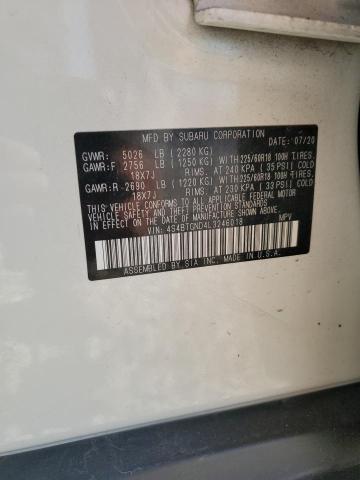 MFD BY SUBARU CORPORATION DATE: 07/20
GVWR: 5026 LB (2280 KG)
GAWR:F 2756 LB (1250 KG) WITH 225/60R18 100H TIRES,
18X7J RIMS, AT 240 KPA (35 PSI) COLD
GAWR:R 2690 LB (1220 KG) WITH 225/60R18 100H TIRES,
18X7J RIMS, AT 230 KPA (33 PSI) COLD
THIS VEHICLE CONFORMS TO ALL APPLICABLE FEDERAL
MOTOR VEHICLE SAFETY, BUMPER, AND THEFT PREVENTION STANDARDS
IN EFFECT ON THE DATE OF MANUFACTURE SHOWN ABOVE.
VEHICLE IDENTIFICATION NUMBER: 4S4BTGND4L3246018 MPV
ASSEMBLED BY SIA INC. MADE IN U.S.A.